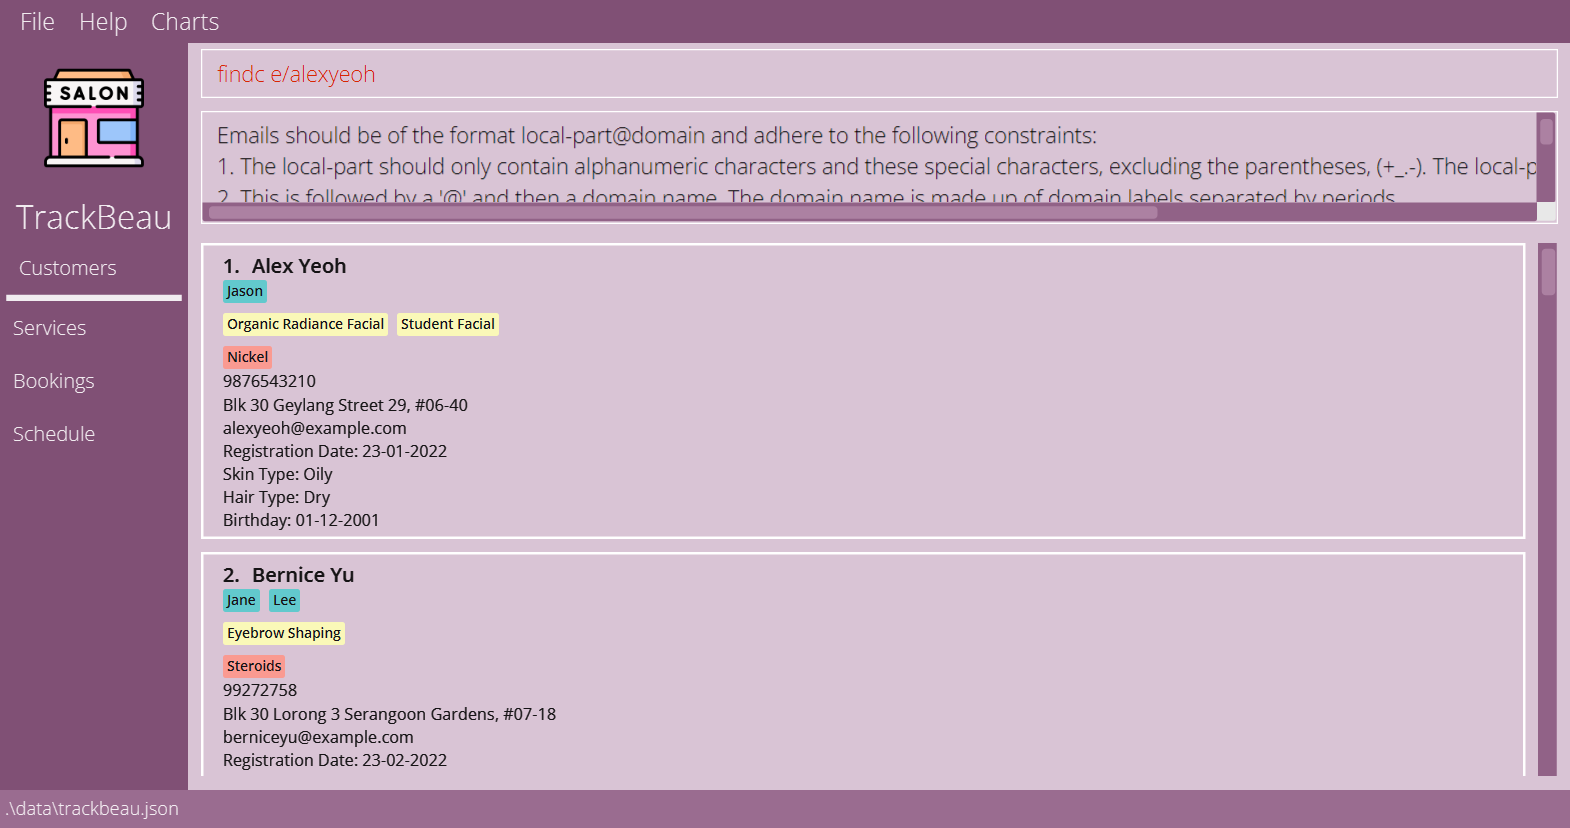 File Help Charts
SALON
TrackBeau
Customers
Services
Bookings
Schedule
findc e/alexyeoh
Emails should be of the format local-part@domain and adhere to the following constraints:
1. The local-part should only contain alphanumeric characters and these special characters, excluding the parentheses, (+_.-). The local-p
2. This is followed by a '@' and then a domain name. The domain name is made up of domain labels separated by periods.
1. Alex Yeoh
Jason
Organic Radiance Facial Student Facial
Nickel
9876543210
Blk 30 Geylang Street 29, #06-40
alexyeoh@example.com
Registration Date: 23-01-2022
Skin Type: Oily
Hair Type: Dry
Birthday: 01-12-2001
2. Bernice Yu
Jane Lee
Eyebrow Shaping
Steroids
99272758
Blk 30 Lorong 3 Serangoon Gardens, #07-18
berniceyu@example.com
Registration Date: 23-02-2022
.\data\trackbeau.json